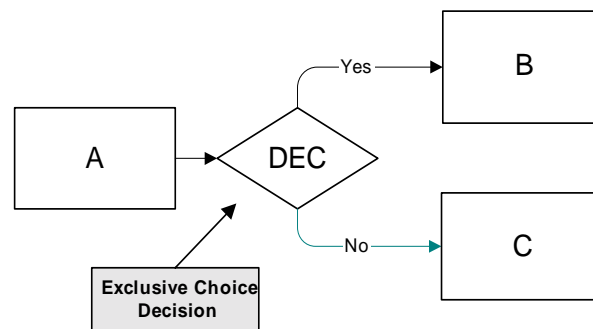 Yes
B
A
DEC
No
C
Exclusive Choice
Decision